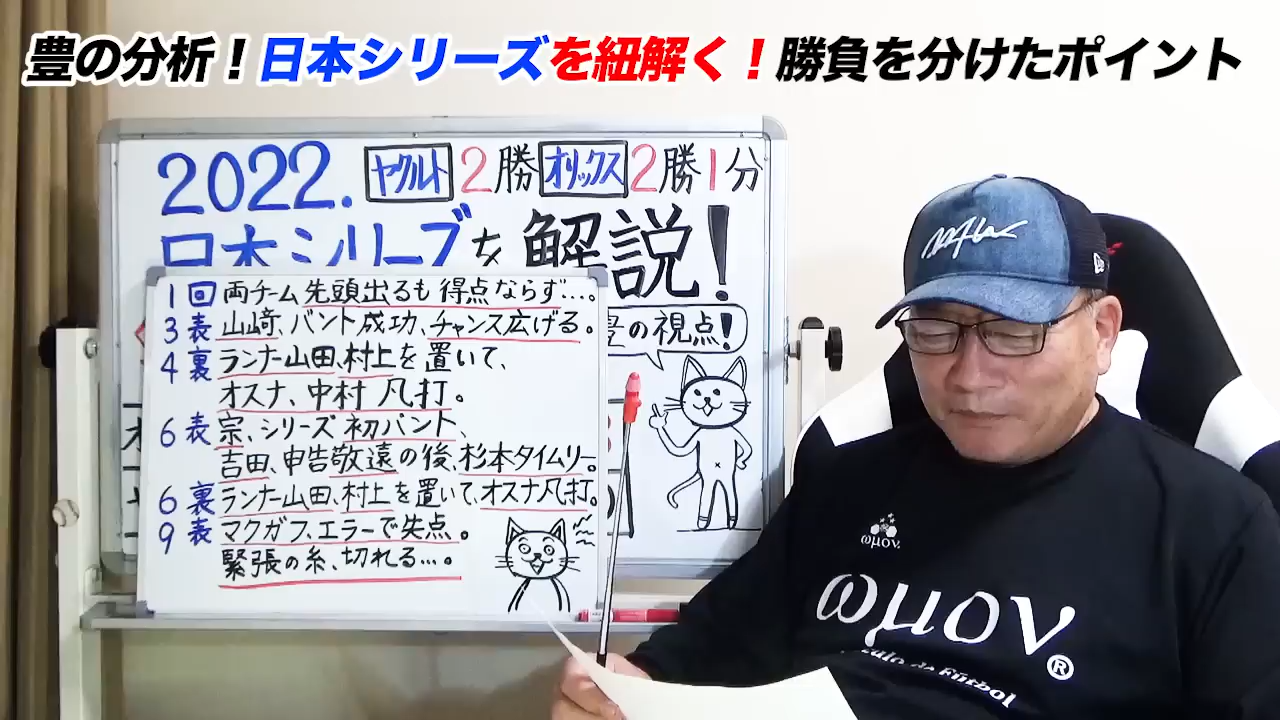 豊の分析！日本シリーズを紐解く！勝負を分けたポイント
2022. ヤクルト 2勝 オリックス 2勝1分
日本シリーズを解説！
豊の視点！
1回 両チーム先頭出るも得点ならず…。
3表 山﨑、バント成功、チャンス広げる。
4裏 ランナー山田、村上を置いて、
オスナ、中村凡打。
6表 宗、シリーズ初バント、
吉田、申告敬遠の後、杉本タイムリー。
6裏 ランナー山田、村上を置いて、オスナ凡打。
9表 マクガフ、エラーで失点。
緊張の糸、切れる…。
ωμον
ωμον®
de Fútbol